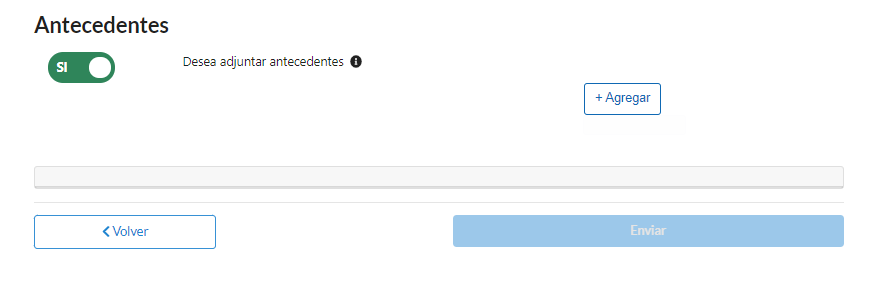 Antecedentes
SI
Desea adjuntar antecedentes
+ Agregar
Volver
Enviar